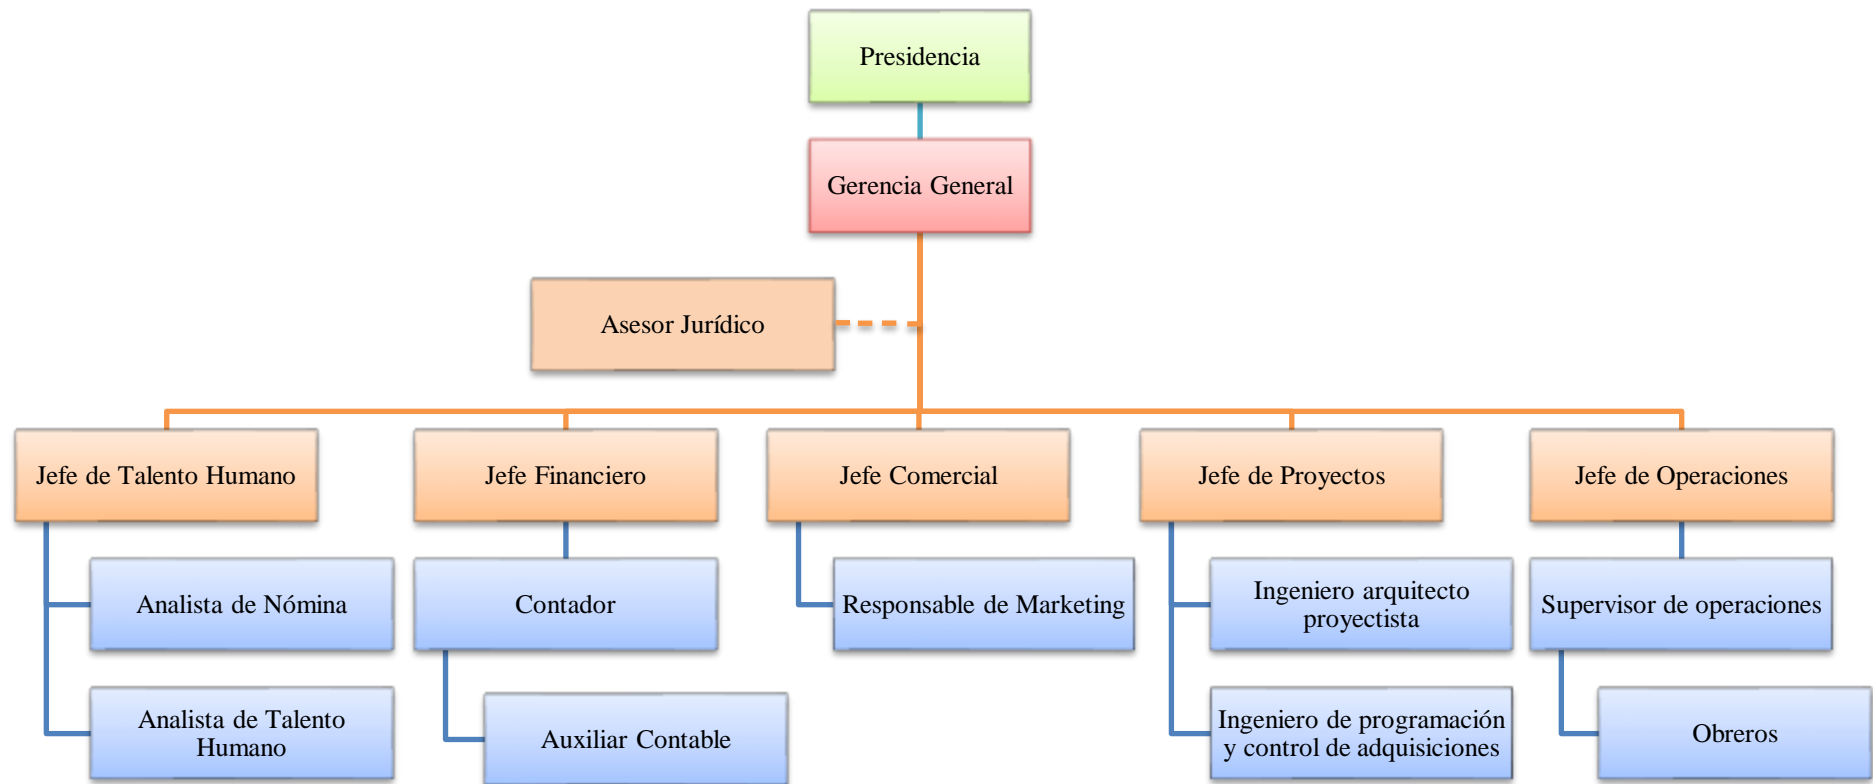 Presidencia
Gerencia General
Asesor Jurídico
Jefe de Talento Humano
Jefe Financiero
Jefe Comercial
Jefe de Proyectos
Jefe de Operaciones
Analista de Nómina
Contador
Responsable de Marketing
Ingeniero arquitecto
proyectista
Supervisor de operaciones
Analista de Talento
Humano
Auxiliar Contable
Ingeniero de programación
y control de adquisiciones
Obreros